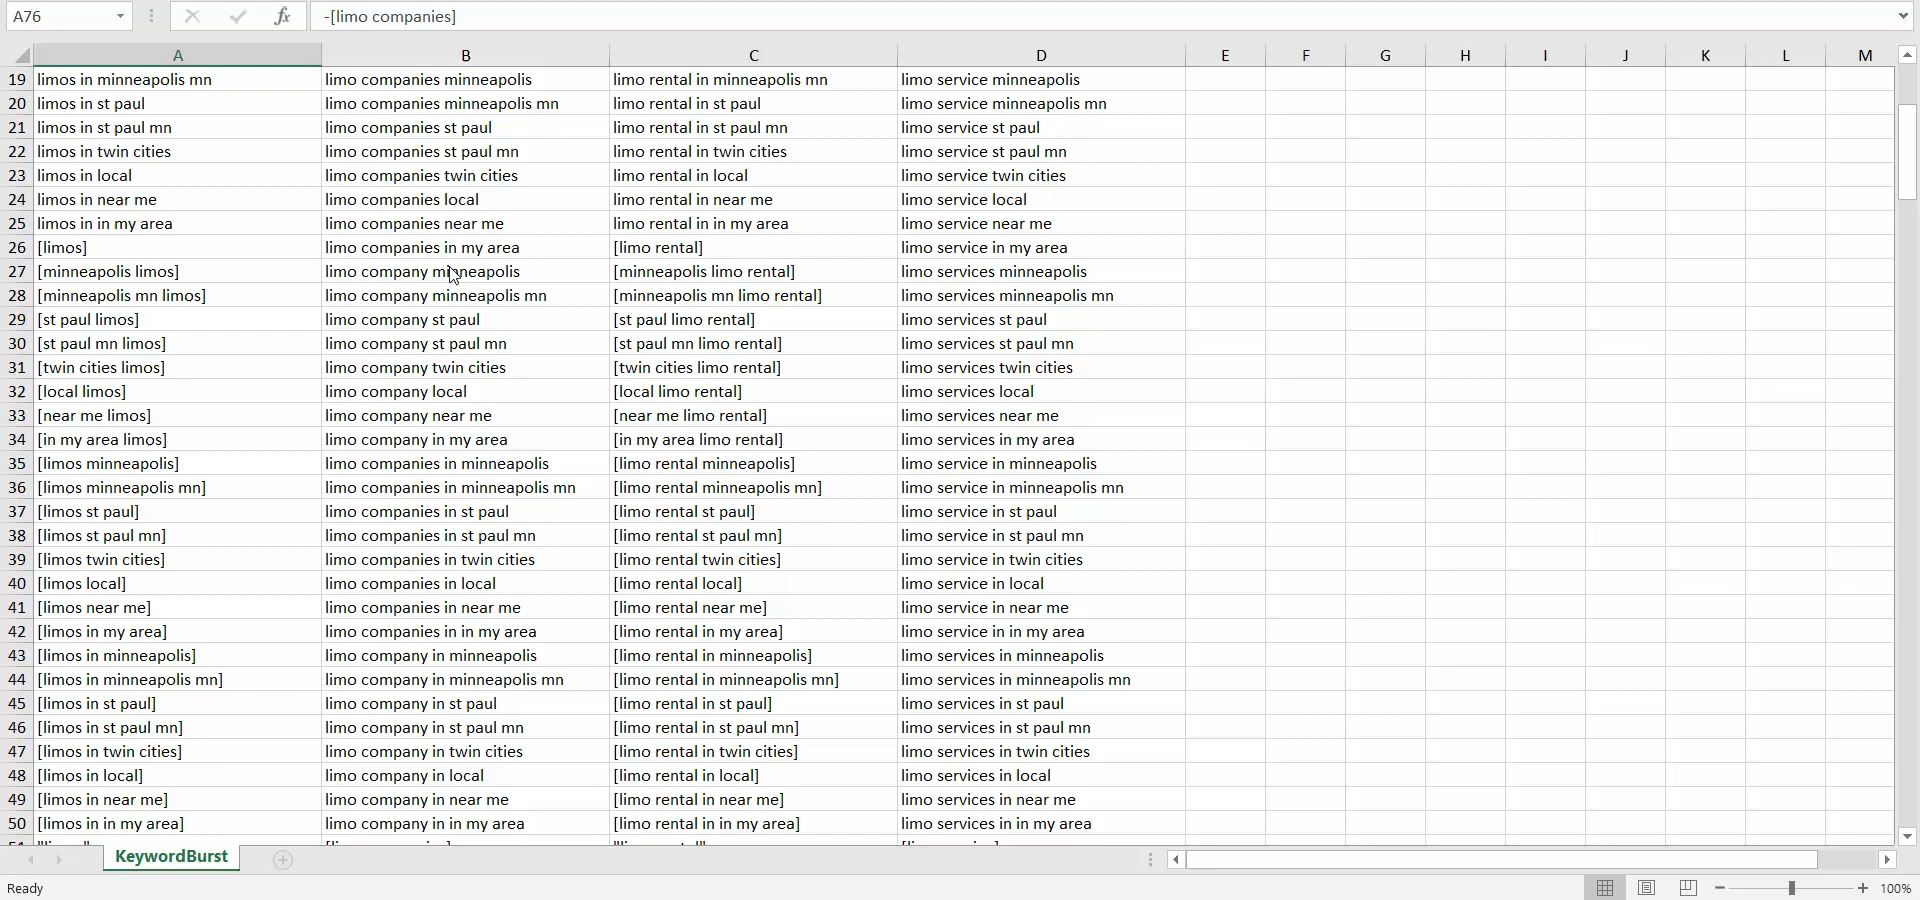 A76 fx -[limo companies]
A B C D E F G H I J K L M
19 limos in minneapolis mn limo companies minneapolis limo rental in minneapolis mn limo service minneapolis
20 limos in st paul limo companies minneapolis mn limo rental in st paul limo service minneapolis mn
21 limos in st paul mn limo companies st paul limo rental in st paul mn limo service st paul
22 limos in twin cities limo companies st paul mn limo rental in twin cities limo service st paul mn
23 limos in local limo companies twin cities limo rental in local limo service twin cities
24 limos in near me limo companies local limo rental in near me limo service local
25 limos in in my area limo companies near me limo rental in in my area limo service near me
26 [limos] limo companies in my area [limo rental] limo service in my area
27 [minneapolis limos] limo company minneapolis [minneapolis limo rental] limo services minneapolis
28 [minneapolis mn limos] limo company minneapolis mn [minneapolis mn limo rental] limo services minneapolis mn
29 [st paul limos] limo company st paul [st paul limo rental] limo services st paul
30 [st paul mn limos] limo company st paul mn [st paul mn limo rental] limo services st paul mn
31 [twin cities limos] limo company twin cities [twin cities limo rental] limo services twin cities
32 [local limos] limo company local [local limo rental] limo services local
33 [near me limos] limo company near me [near me limo rental] limo services near me
34 [in my area limos] limo company in my area [in my area limo rental] limo services in my area
35 [limos minneapolis] limo companies in minneapolis [limo rental minneapolis] limo service in minneapolis
36 [limos minneapolis mn] limo companies in minneapolis mn [limo rental minneapolis mn] limo service in minneapolis mn
37 [limos st paul] limo companies in st paul [limo rental st paul] limo service in st paul
38 [limos st paul mn] limo companies in st paul mn [limo rental st paul mn] limo service in st paul mn
39 [limos twin cities] limo companies in twin cities [limo rental twin cities] limo service in twin cities
40 [limos local] limo companies in local [limo rental local] limo service in local
41 [limos near me] limo companies in near me [limo rental near me] limo service in near me
42 [limos in my area] limo companies in in my area [limo rental in my area] limo service in in my area
43 [limos in minneapolis] limo company in minneapolis [limo rental in minneapolis] limo services in minneapolis
44 [limos in minneapolis mn] limo company in minneapolis mn [limo rental in minneapolis mn] limo services in minneapolis mn
45 [limos in st paul] limo company in st paul [limo rental in st paul] limo services in st paul
46 [limos in st paul mn] limo company in st paul mn [limo rental in st paul mn] limo services in st paul mn
47 [limos in twin cities] limo company in twin cities [limo rental in twin cities] limo services in twin cities
48 [limos in local] limo company in local [limo rental in local] limo services in local
49 [limos in near me] limo company in near me [limo rental in near me] limo services in near me
50 [limos in in my area] limo company in in my area [limo rental in in my area] limo services in in my area
KeywordBurst
Ready 100%